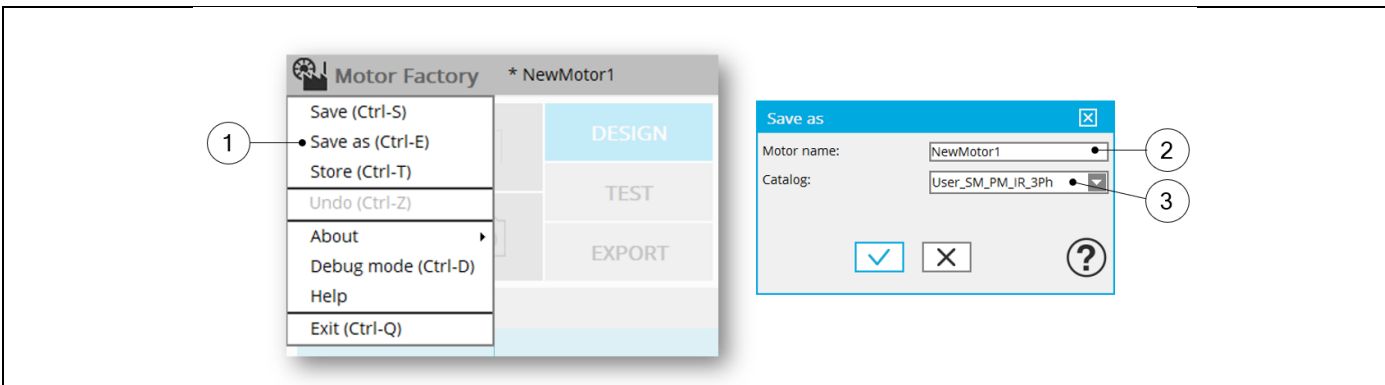 Motor Factory * NewMotor1
Save (Ctrl-S)
Save as (Ctrl-E)
Store (Ctrl-T)
Undo (Ctrl-Z)
About
Debug mode (Ctrl-D)
Help
Exit (Ctrl-Q)
DESIGN
TEST
EXPORT
1
Save as
Motor name: NewMotor1
Catalog: User_SM_PM_IR_3Ph
?
2
3